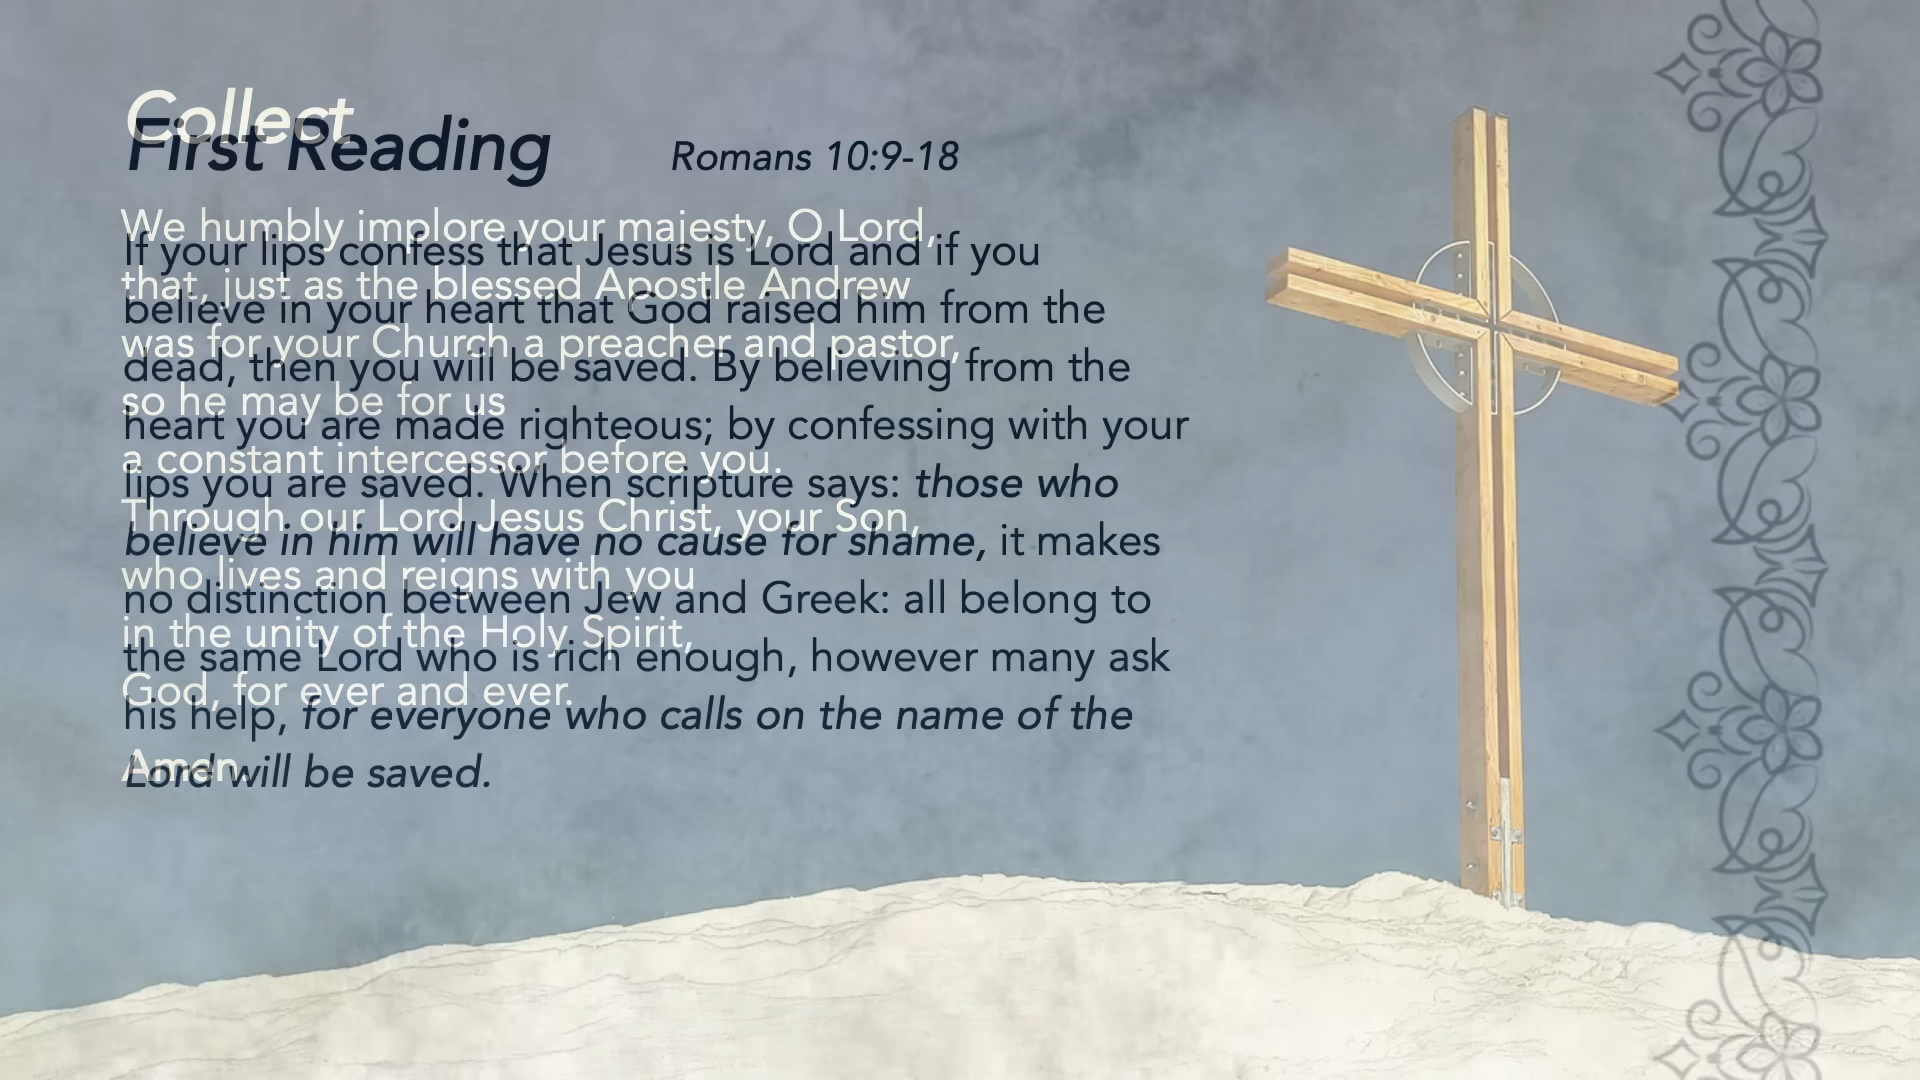 Collect
We humbly implore your majesty, O Lord,
that, just as the blessed Apostle Andrew
was for your Church a preacher and pastor,
so he may be for us
a constant intercessor before you.
Through our Lord Jesus Christ, your Son,
who lives and reigns with you
in the unity of the Holy Spirit,
God, for ever and ever.
Amen.
First Reading Romans 10:9-18
If your lips confess that Jesus is Lord and if you
believe in your heart that God raised him from the
dead, then you will be saved. By believing from the
heart you are made righteous; by confessing with your
lips you are saved. When scripture says: those who
believe in him will have no cause for shame, it makes
no distinction between Jew and Greek: all belong to
the same Lord who is rich enough, however many ask
his help, for everyone who calls on the name of the
Lord will be saved.